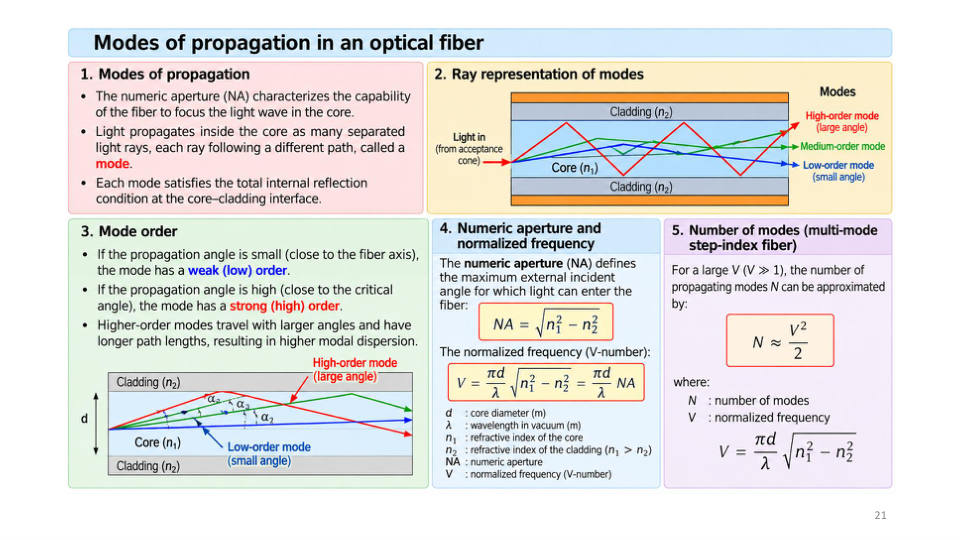 Modes of propagation in an optical fiber
1. Modes of propagation
• The numeric aperture (NA) characterizes the capability
of the fiber to focus the light wave in the core.
• Light propagates inside the core as many separated
light rays, each ray following a different path, called a
mode.
• Each mode satisfies the total internal reflection
condition at the core–cladding interface.
2. Ray representation of modes
Modes
Cladding (n₂)
High-order mode
(large angle)
Light in
(from acceptance
cone)
Medium-order mode
Core (n₁)
Low-order mode
(small angle)
Cladding (n₂)
3. Mode order
• If the propagation angle is small (close to the fiber axis),
the mode has a weak (low) order.
• If the propagation angle is high (close to the critical
angle), the mode has a strong (high) order.
• Higher-order modes travel with larger angles and have
longer path lengths, resulting in higher modal dispersion.
High-order mode
(large angle)
Cladding (n₂)
d
α₂
α₂
Core (n₁)
Low-order mode
(small angle)
Cladding (n₂)
4. Numeric aperture and
normalized frequency
The numeric aperture (NA) defines
the maximum external incident
angle for which light can enter the
fiber:
NA = √(n₁² − n₂²)
The normalized frequency (V-number):
V = πd/λ √(n₁² − n₂²) = πd/λ NA
d : core diameter (m)
λ : wavelength in vacuum (m)
n₁ : refractive index of the core
n₂ : refractive index of the cladding (n₁ > n₂)
NA : numeric aperture
V : normalized frequency (V-number)
5. Number of modes (multi-mode
step-index fiber)
For a large V (V ≫ 1), the number of
propagating modes N can be approximated
by:
N ≈ V²/2
where:
N : number of modes
V : normalized frequency
V = πd/λ √(n₁² − n₂²)
21